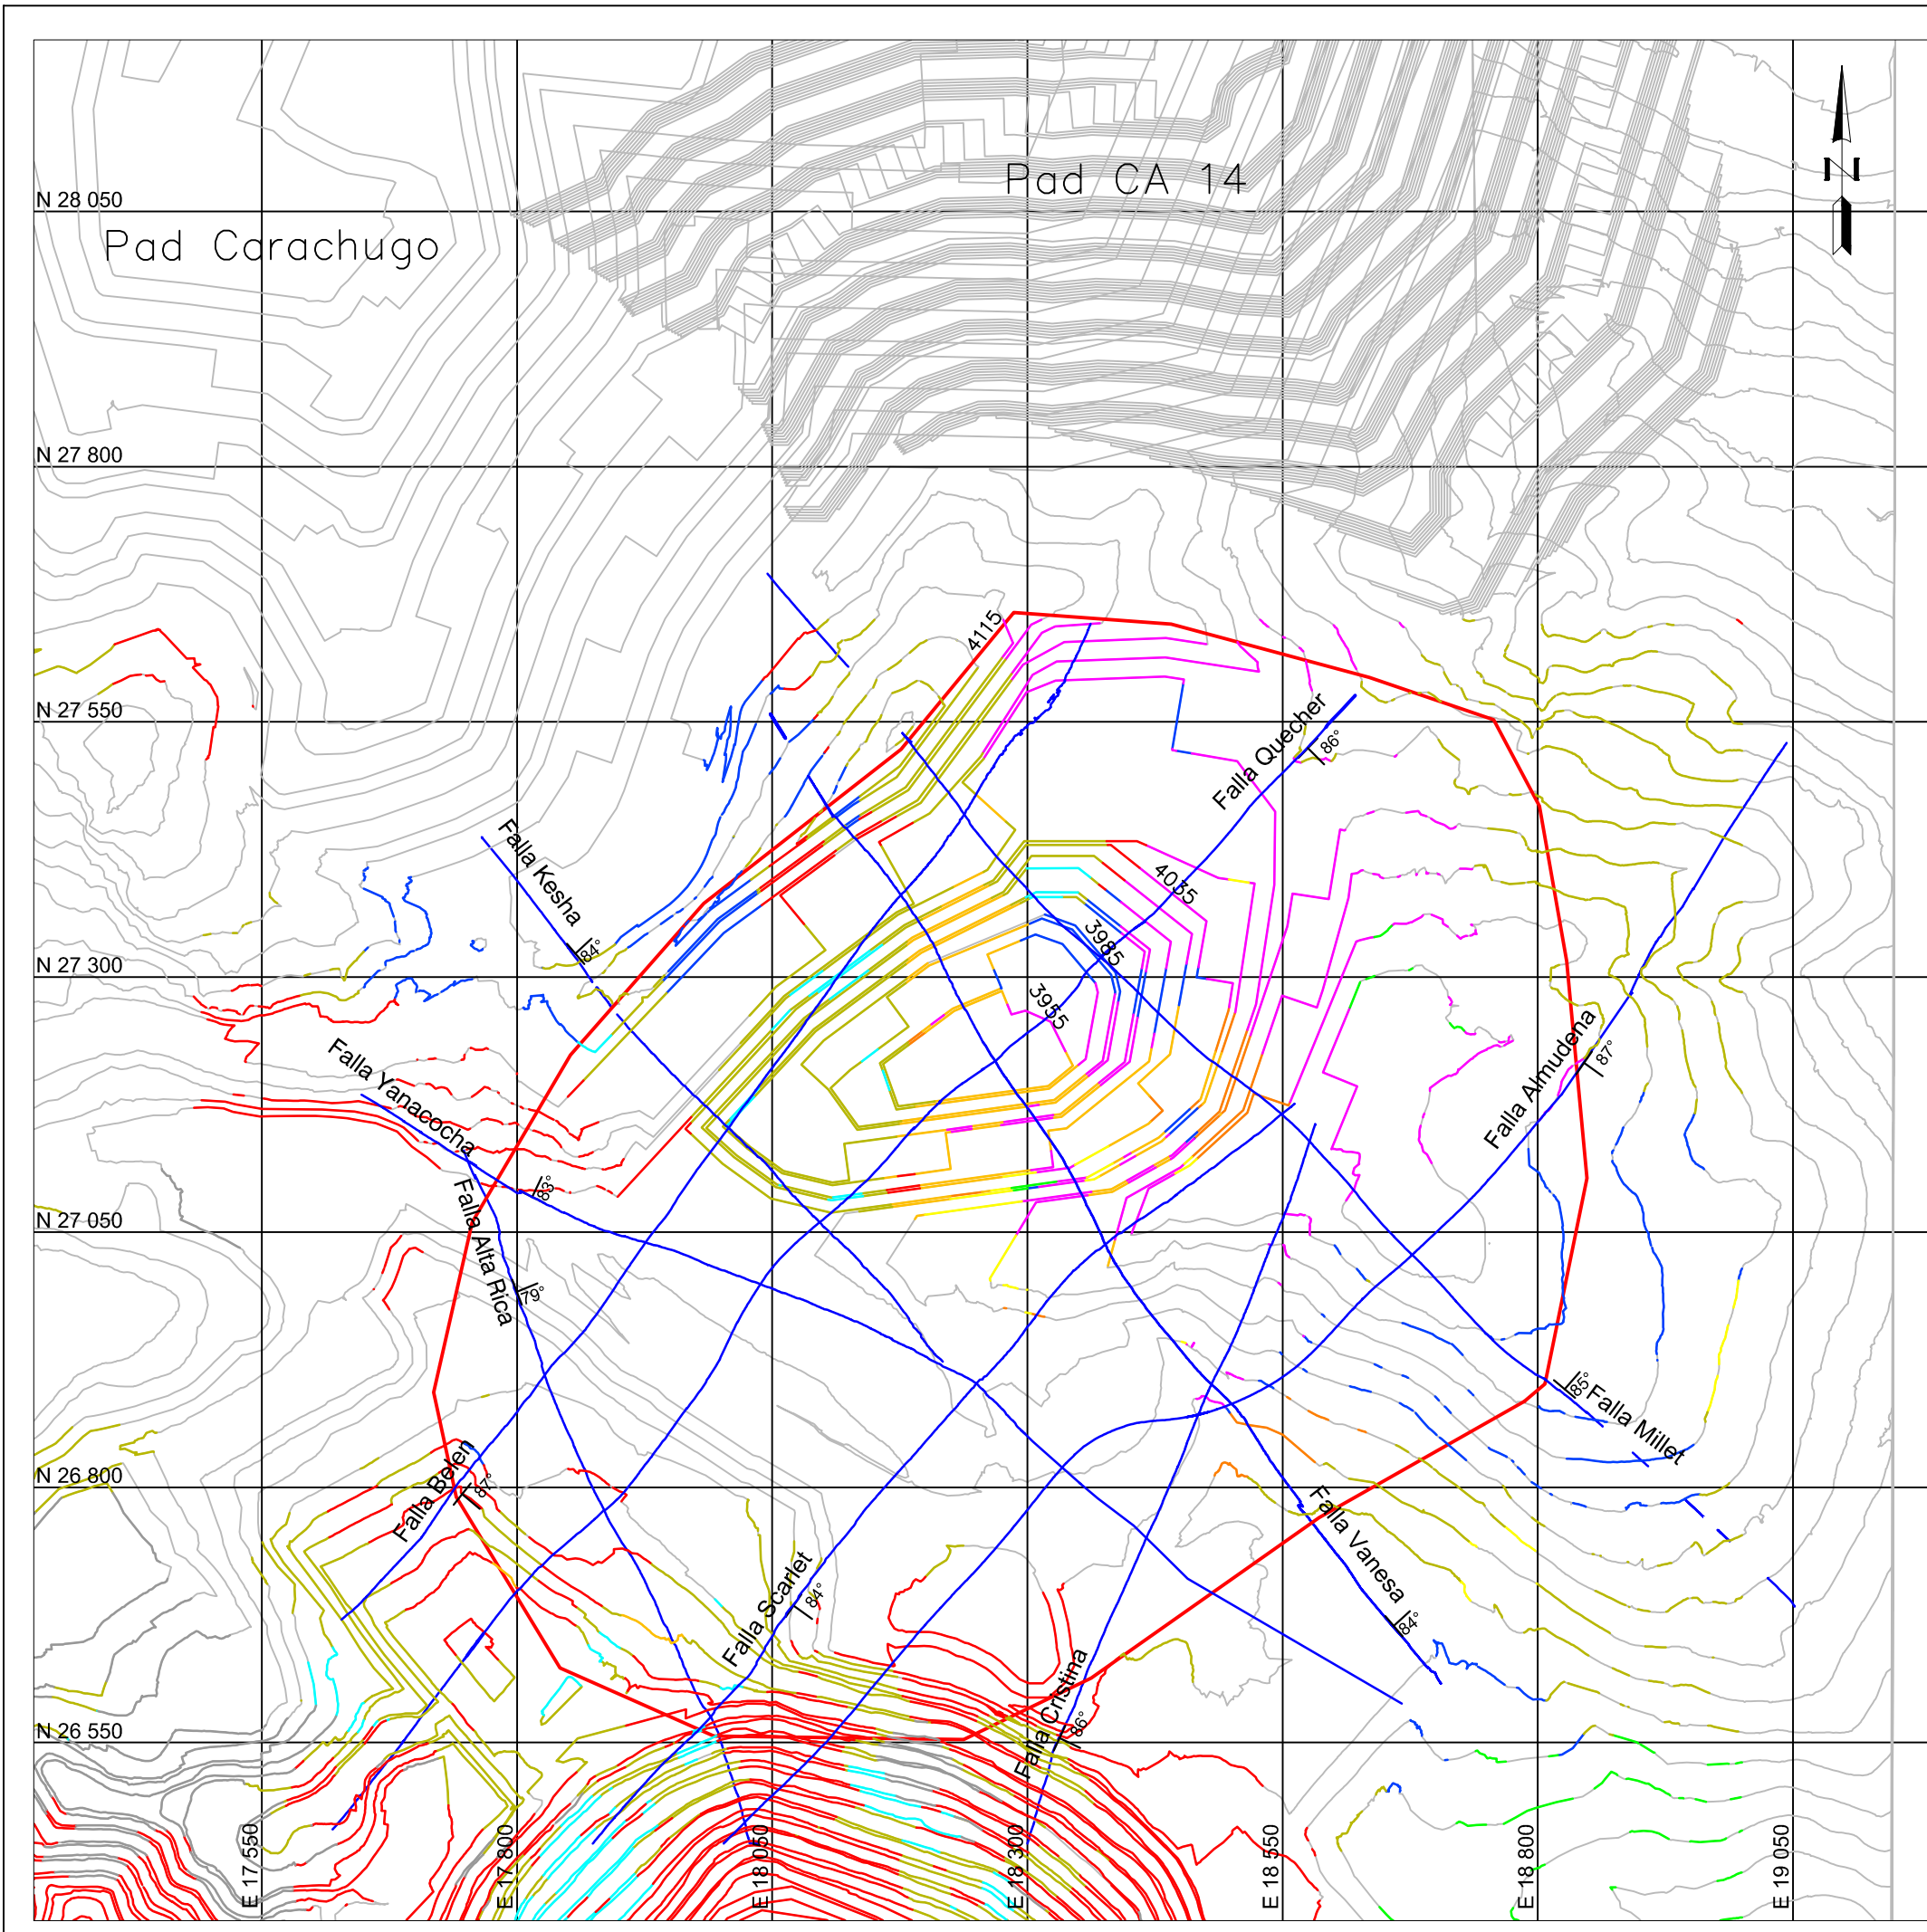 Pad CA 14
N
N 28 050
Pad Carachugo
N 27 800
4115
N 27 550
Falla Quecher
86°
Falla Kesha
84°
4035
3985
N 27 300
3955
Falla Yanacocha
83°
Falla Almudena
87°
Falla Alta Rica
79°
N 27 050
85°
Falla Millet
Falla Belen
87°
N 26 800
Falla Vanesa
84°
Falla Scarlet
84°
Falla Cristina
86°
N 26 550
E 17 550
E 17 800
E 18 050
E 18 300
E 18 550
E 18 800
E 19 050